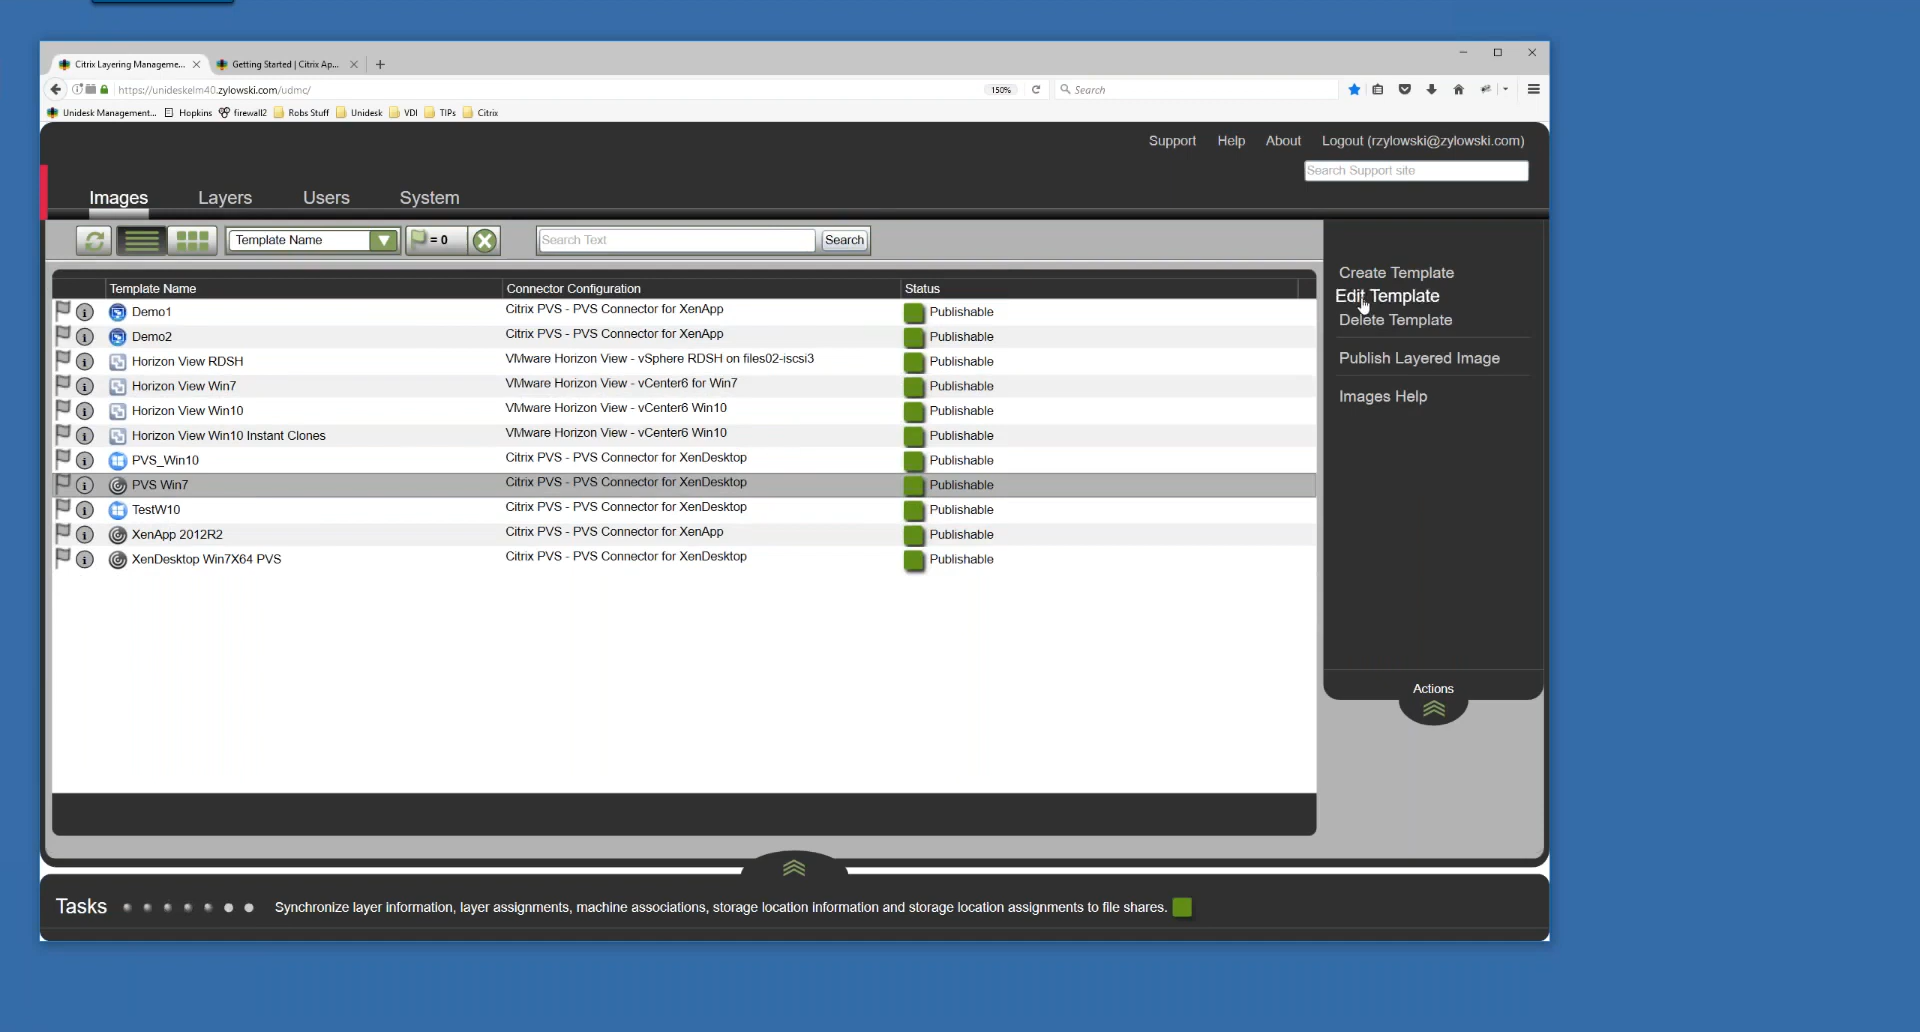 Citrix Layering Manageme...
Getting Started | Citrix Ap...
https://unideskelm40.zylowski.com/udmc/
150%
Search
Unidesk Management...
Hopkins
firewall2
Robs Stuff
Unidesk
VDI
TIPs
Citrix
Support
Help
About
Logout (rzylowski@zylowski.com)
Search Support site
Images
Layers
Users
System
Template Name
= 0
Search Text
Search
Template Name Connector Configuration Status
Demo1 Citrix PVS - PVS Connector for XenApp Publishable
Demo2 Citrix PVS - PVS Connector for XenApp Publishable
Horizon View RDSH VMware Horizon View - vSphere RDSH on files02-iscsi3 Publishable
Horizon View Win7 VMware Horizon View - vCenter6 for Win7 Publishable
Horizon View Win10 VMware Horizon View - vCenter6 Win10 Publishable
Horizon View Win10 Instant Clones VMware Horizon View - vCenter6 Win10 Publishable
PVS_Win10 Citrix PVS - PVS Connector for XenDesktop Publishable
PVS Win7 Citrix PVS - PVS Connector for XenDesktop Publishable
TestW10 Citrix PVS - PVS Connector for XenDesktop Publishable
XenApp 2012R2 Citrix PVS - PVS Connector for XenApp Publishable
XenDesktop Win7X64 PVS Citrix PVS - PVS Connector for XenDesktop Publishable
Create Template
Edit Template
Delete Template
Publish Layered Image
Images Help
Actions
Tasks
Synchronize layer information, layer assignments, machine associations, storage location information and storage location assignments to file shares.